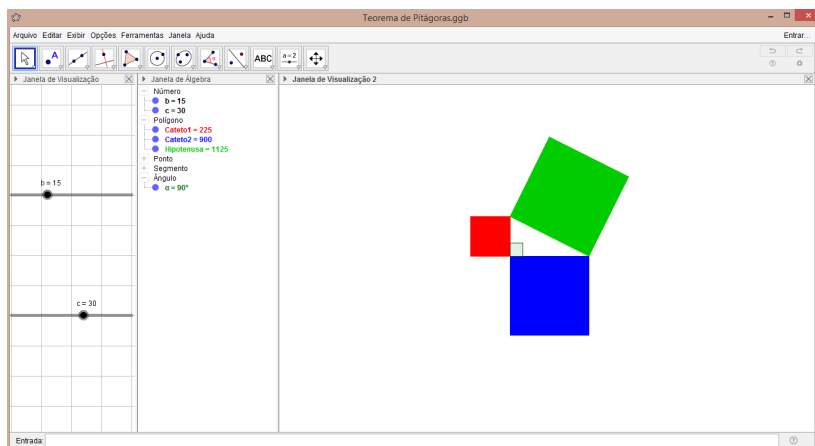 Teorema de Pitágoras.ggb
Arquivo Editar Exibir Opções Ferramentas Janela Ajuda
Entrar...
A
ABC
a = 2
Janela de Visualização
Janela de Álgebra
Janela de Visualização 2
Número
b = 15
c = 30
Polígono
Cateto1 = 225
Cateto2 = 900
Hipotenusa = 1125
Ponto
Segmento
Ângulo
α = 90°
b = 15
c = 30
Entrada: